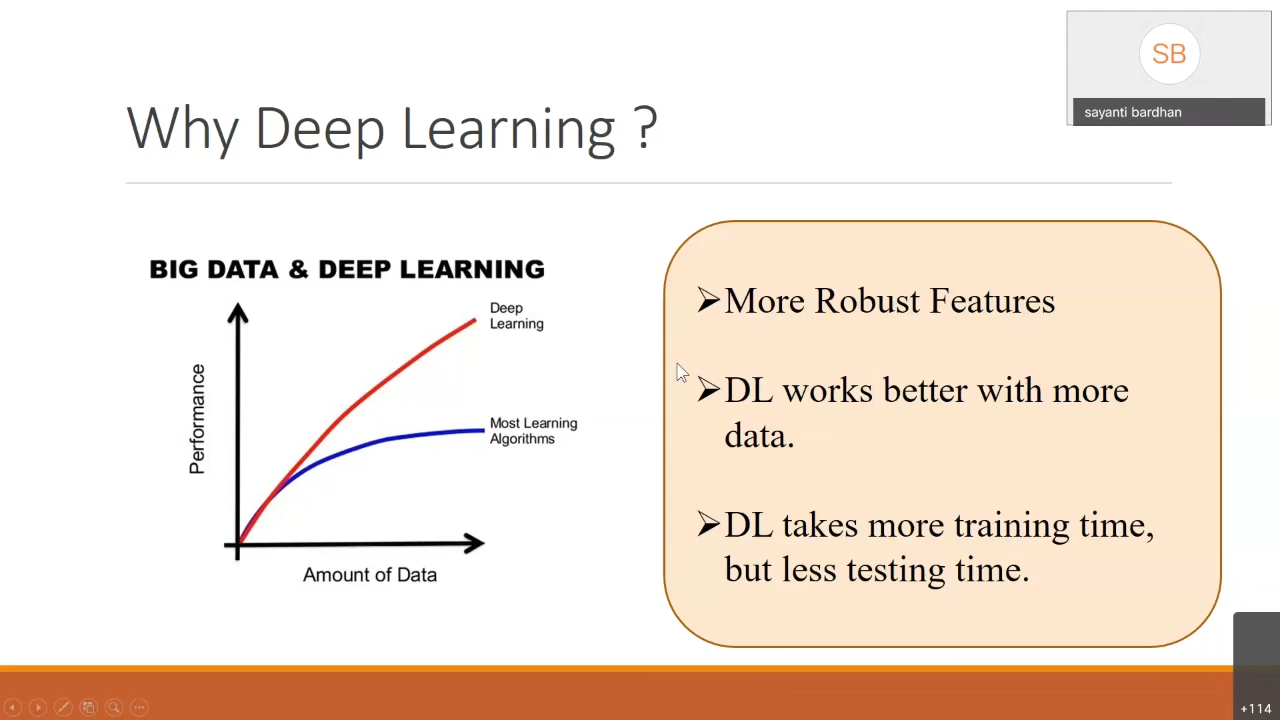 SB
sayanti bardhan
Why Deep Learning ?
BIG DATA & DEEP LEARNING
Deep
Learning
Most Learning
Algorithms
Performance
Amount of Data
➢More Robust Features
➢DL works better with more
data.
➢DL takes more training time,
but less testing time.
+114